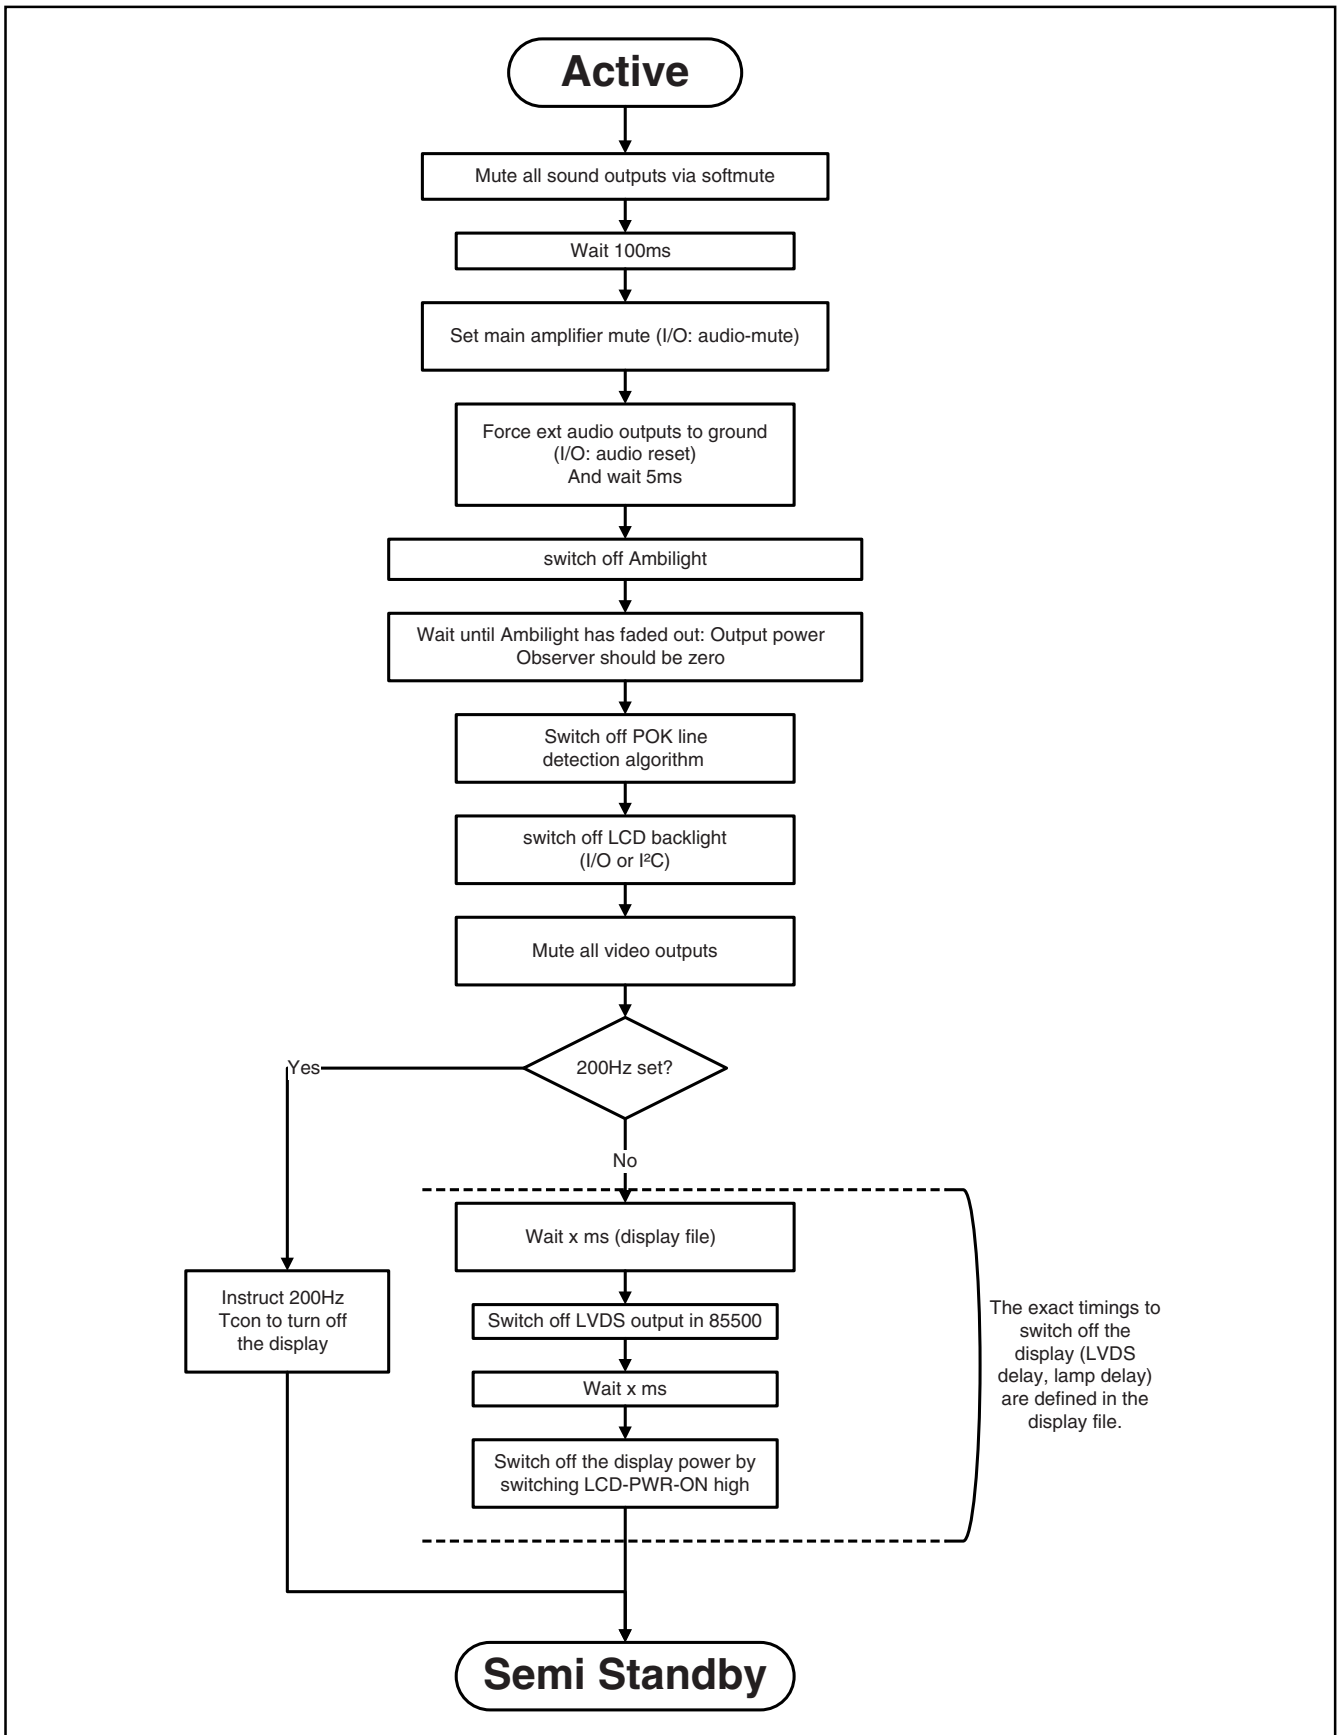 Active
Mute all sound outputs via softmute
Wait 100ms
Set main amplifier mute (I/O: audio-mute)
Force ext audio outputs to ground
(I/O: audio reset)
And wait 5ms
switch off Ambilight
Wait until Ambilight has faded out: Output power
Observer should be zero
Switch off POK line
detection algorithm
switch off LCD backlight
(I/O or I²C)
Mute all video outputs
200Hz set?
Yes
No
Wait x ms (display file)
Instruct 200Hz
Tcon to turn off
the display
Switch off LVDS output in 85500
Wait x ms
Switch off the display power by
switching LCD-PWR-ON high
The exact timings to
switch off the
display (LVDS
delay, lamp delay)
are defined in the
display file.
Semi Standby